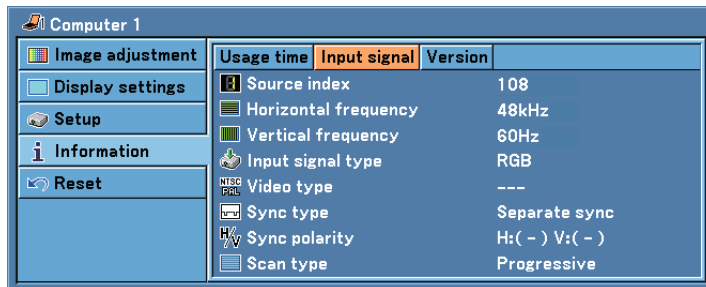 Computer 1
Image adjustment
Display settings
Setup
Information
Reset
Usage time Input signal Version
Source index 108
Horizontal frequency 48kHz
Vertical frequency 60Hz
Input signal type RGB
NTSC
PAL Video type ---
Sync type Separate sync
H/V Sync polarity H:( – ) V:( – )
Scan type Progressive